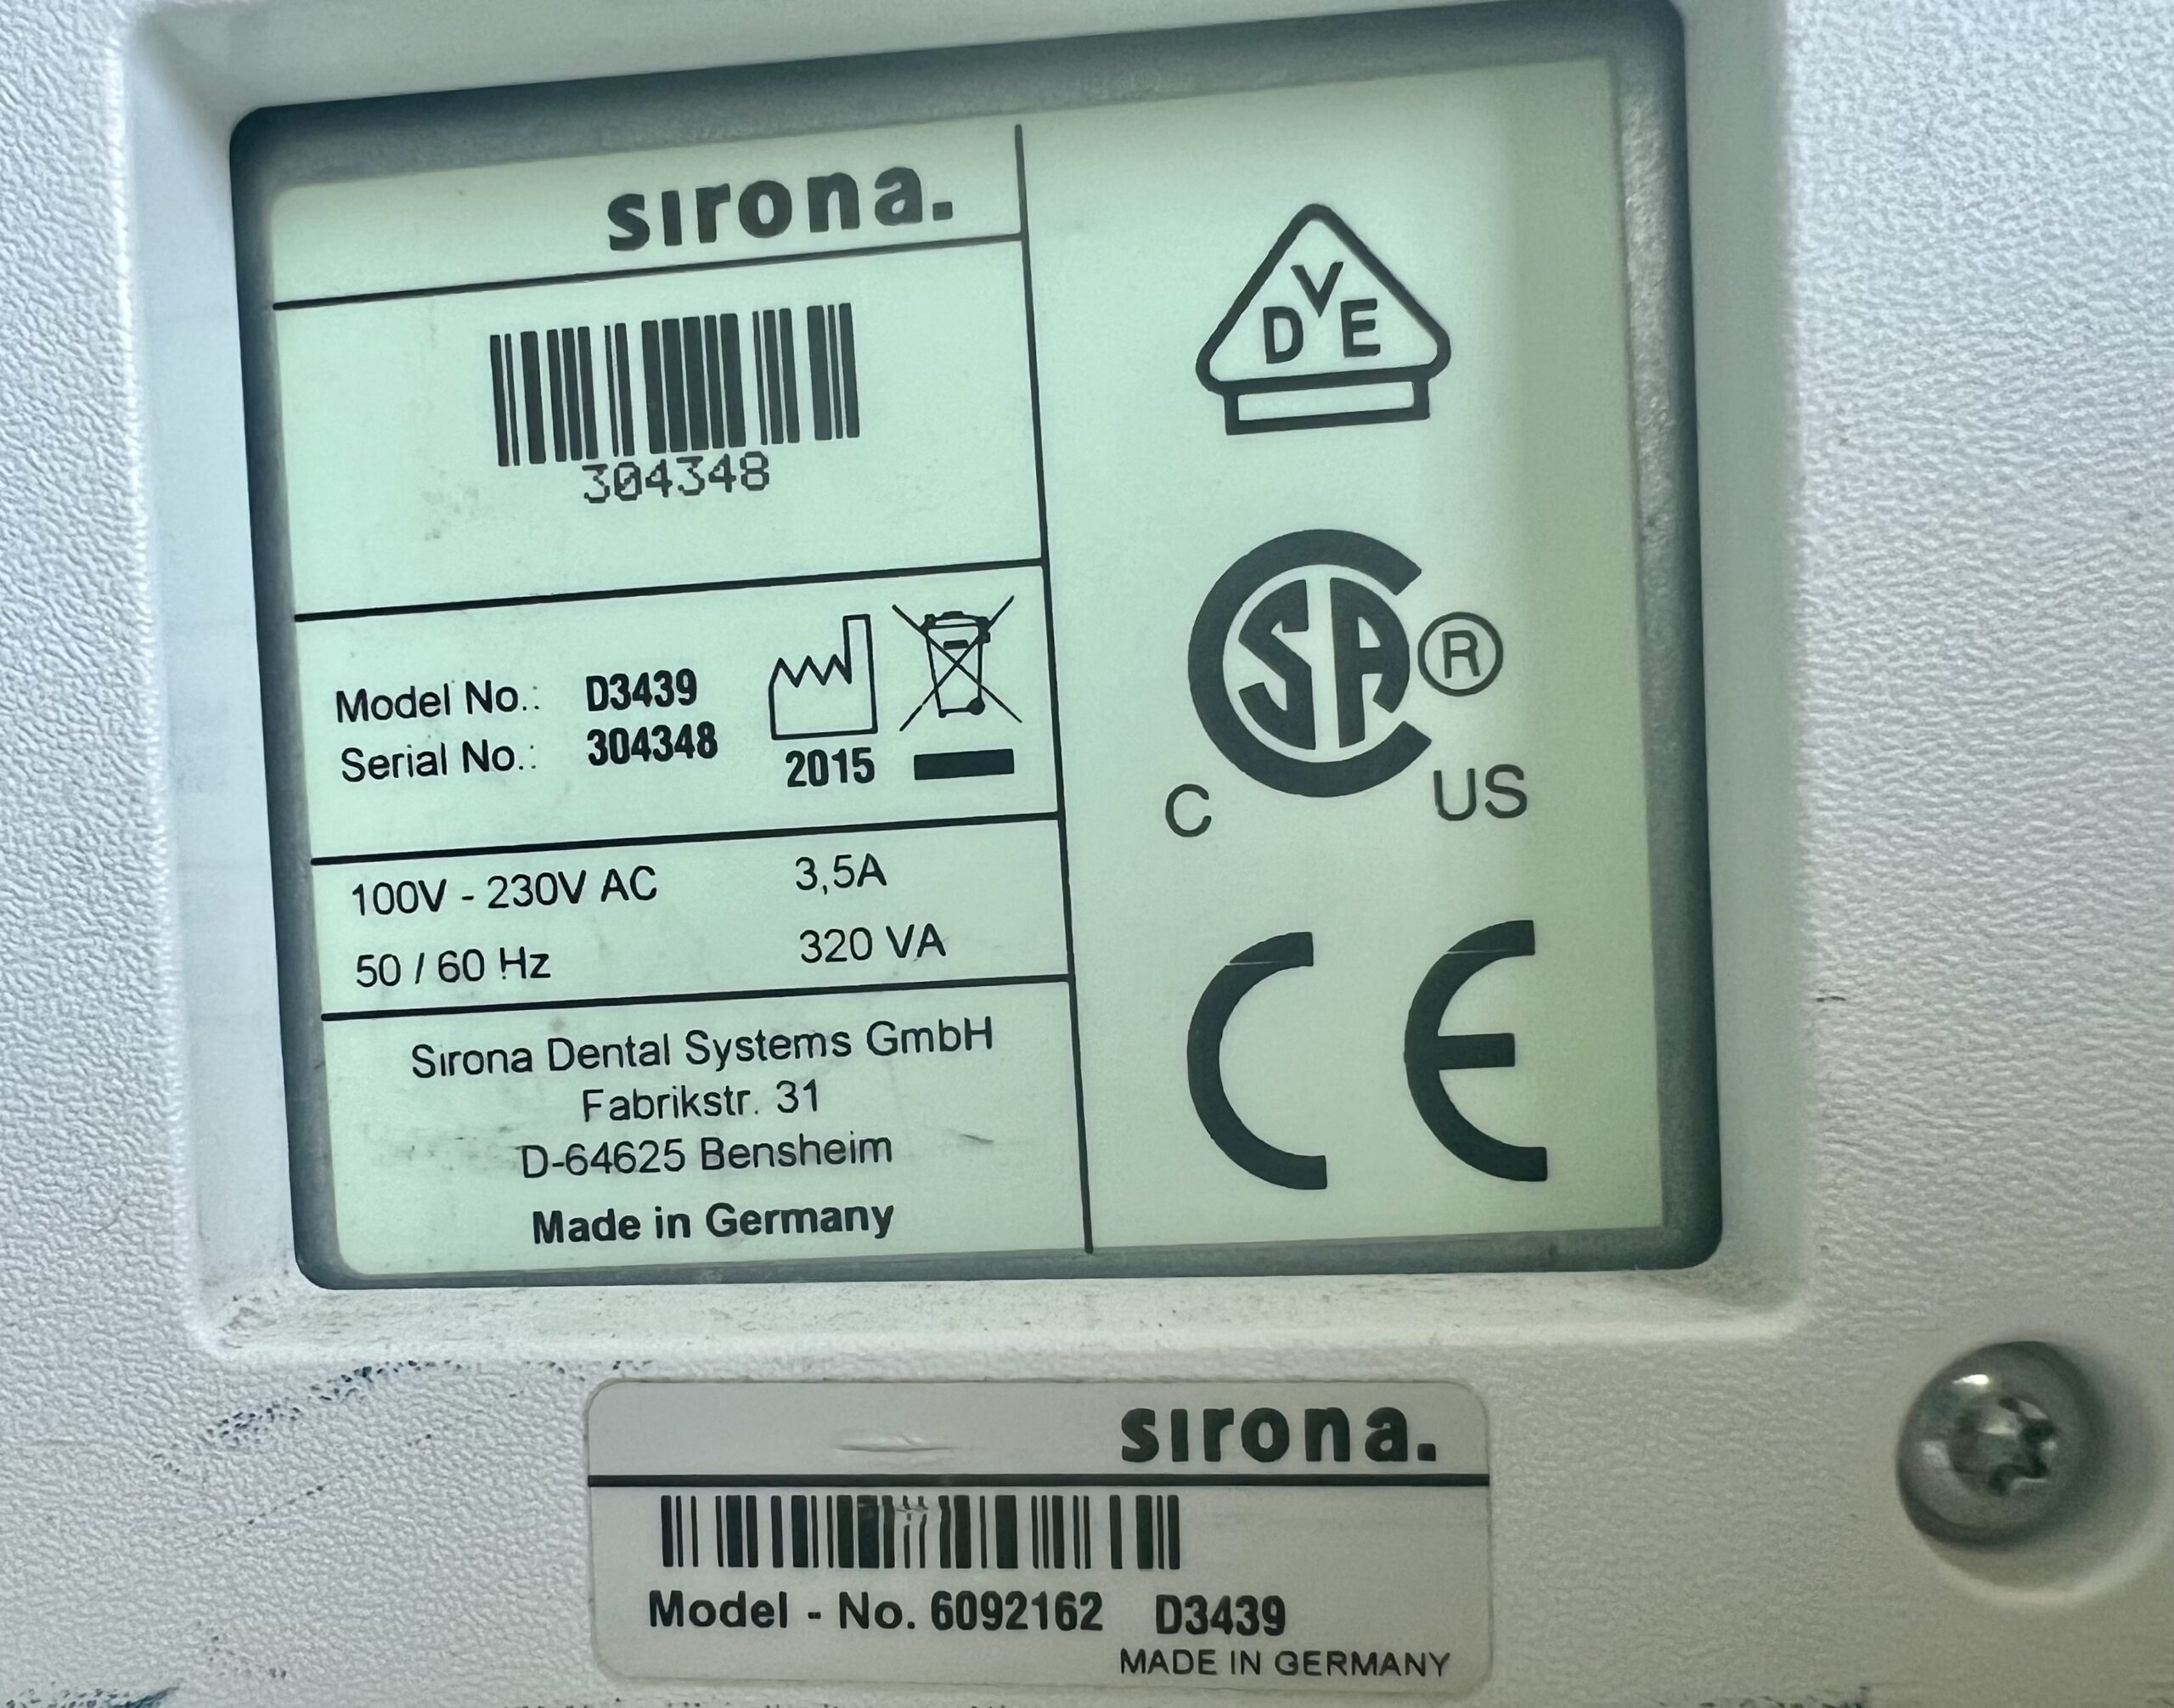 sirona.
304348
Model No.: D3439
Serial No.: 304348
2015
100V - 230V AC 3,5A
50 / 60 Hz 320 VA
Sirona Dental Systems GmbH
Fabrikstr. 31
D-64625 Bensheim
Made in Germany
DVE
CSA®
C US
CE
sirona.
Model - No. 6092162 D3439
MADE IN GERMANY